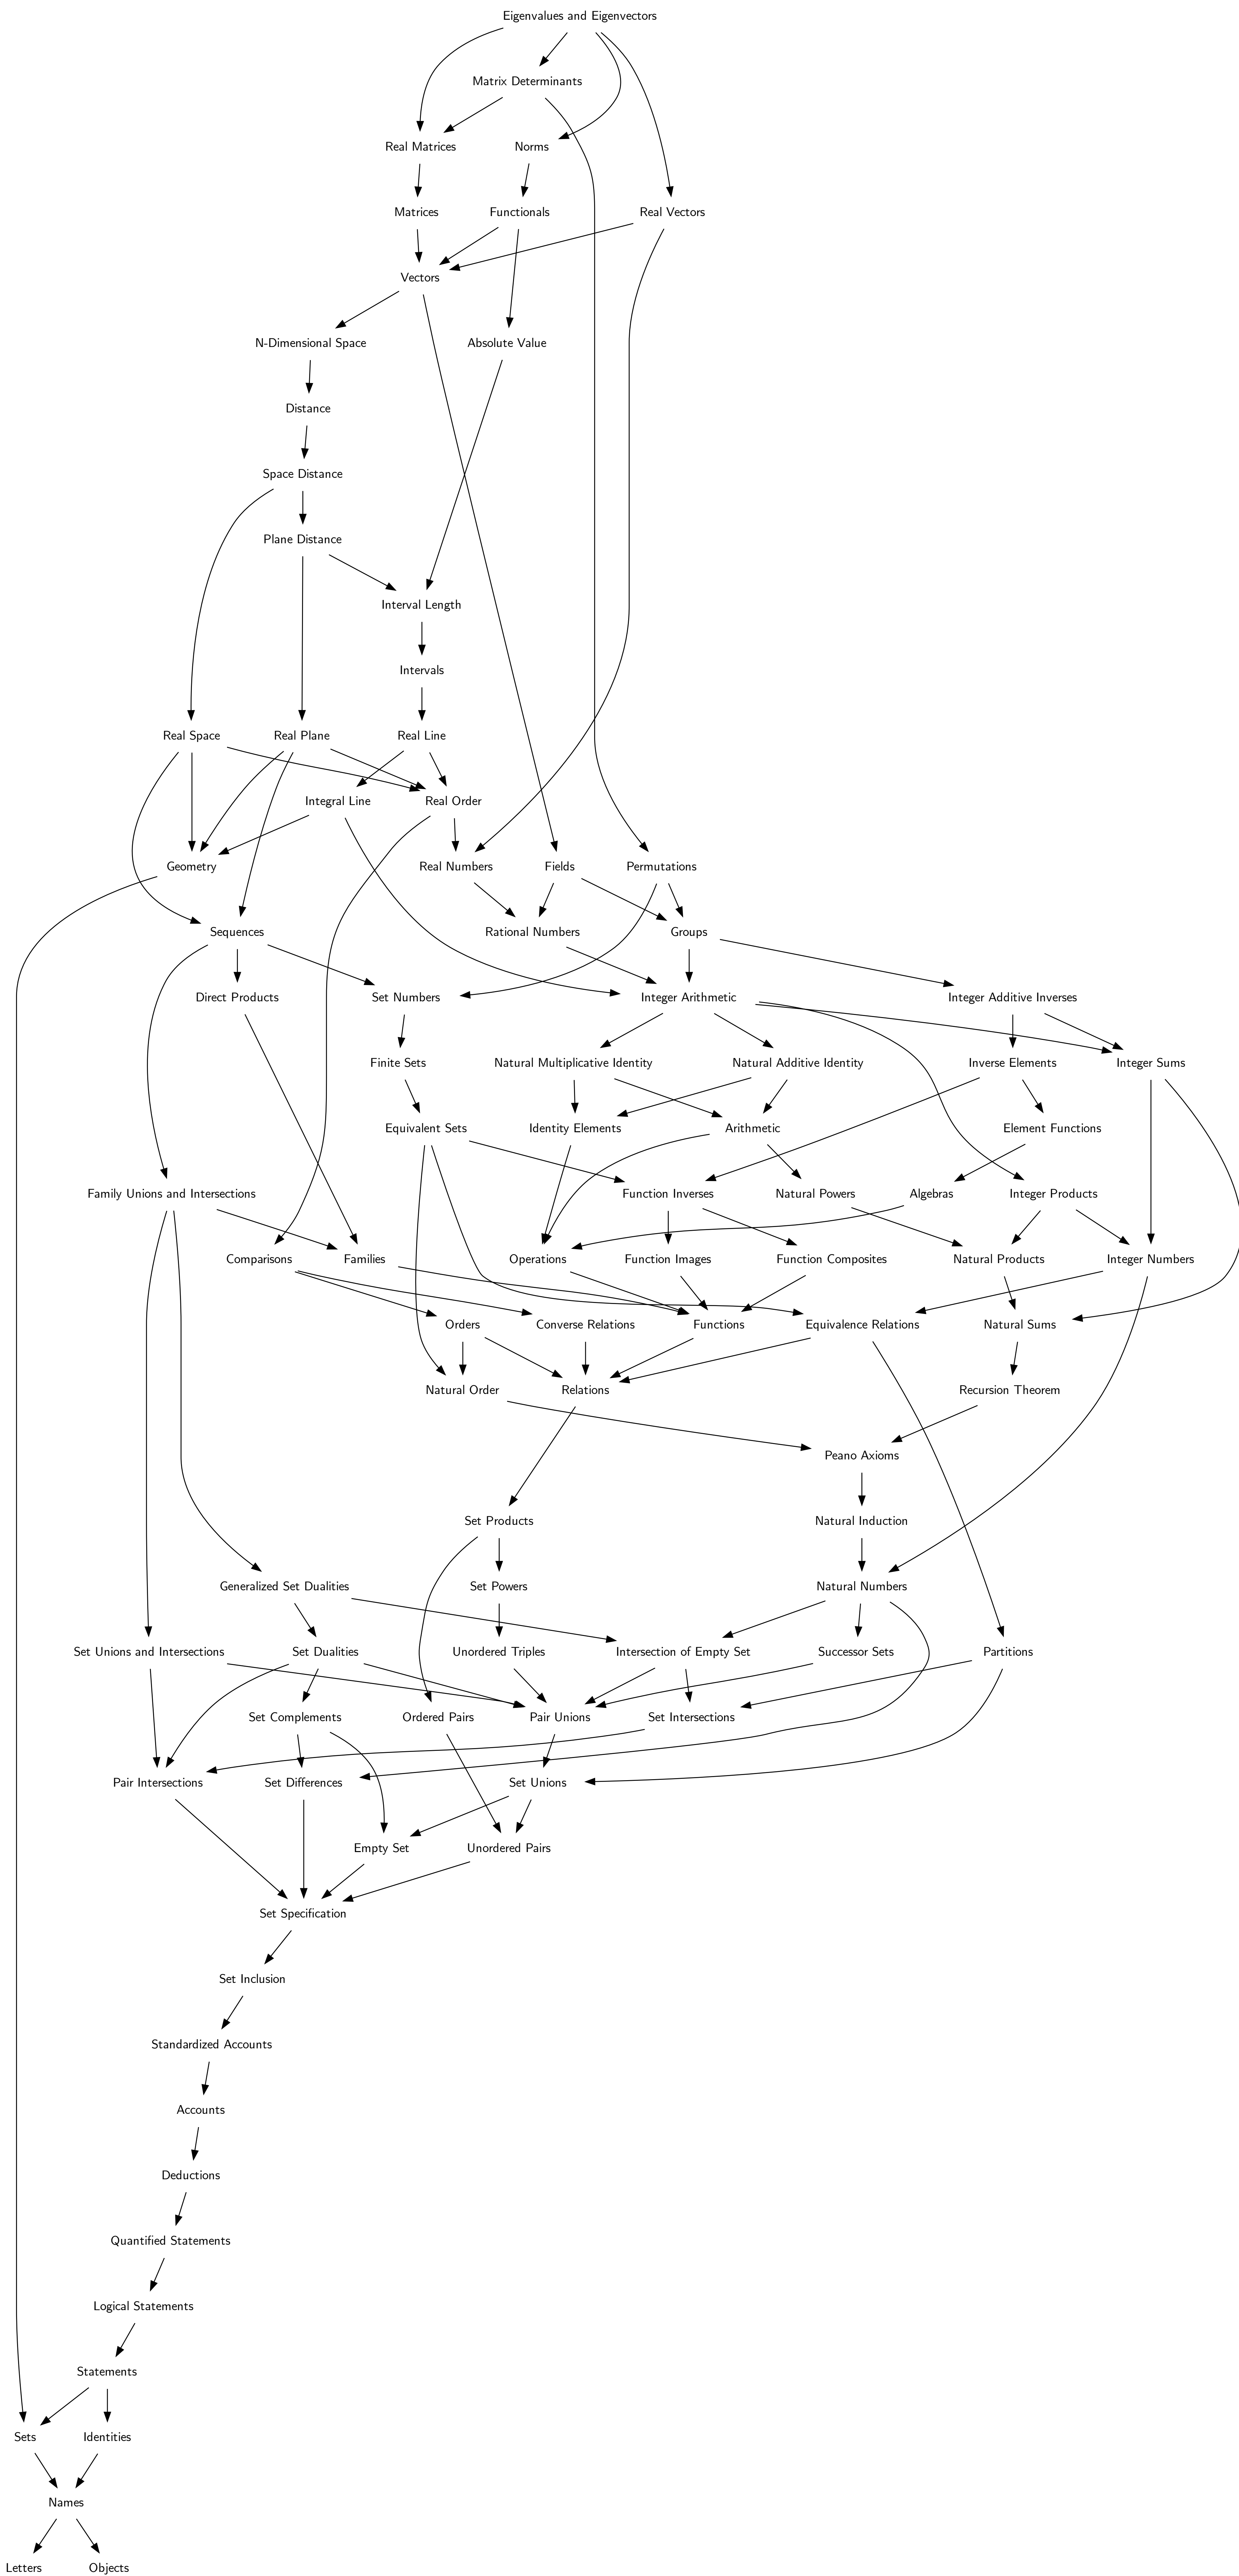 Eigenvalues and Eigenvectors
Matrix Determinants
Real Matrices
Norms
Matrices
Functionals
Real Vectors
Vectors
N-Dimensional Space
Absolute Value
Distance
Space Distance
Plane Distance
Interval Length
Intervals
Real Space
Real Plane
Real Line
Integral Line
Real Order
Geometry
Real Numbers
Fields
Permutations
Sequences
Rational Numbers
Groups
Direct Products
Set Numbers
Integer Arithmetic
Integer Additive Inverses
Finite Sets
Natural Multiplicative Identity
Natural Additive Identity
Inverse Elements
Integer Sums
Equivalent Sets
Identity Elements
Arithmetic
Element Functions
Family Unions and Intersections
Function Inverses
Natural Powers
Algebras
Integer Products
Comparisons
Families
Operations
Function Images
Function Composites
Natural Products
Integer Numbers
Orders
Converse Relations
Functions
Equivalence Relations
Natural Sums
Natural Order
Relations
Recursion Theorem
Peano Axioms
Set Products
Natural Induction
Generalized Set Dualities
Set Powers
Natural Numbers
Set Unions and Intersections
Set Dualities
Unordered Triples
Intersection of Empty Set
Successor Sets
Partitions
Set Complements
Ordered Pairs
Pair Unions
Set Intersections
Pair Intersections
Set Differences
Set Unions
Empty Set
Unordered Pairs
Set Specification
Set Inclusion
Standardized Accounts
Accounts
Deductions
Quantified Statements
Logical Statements
Statements
Sets
Identities
Names
Letters
Objects